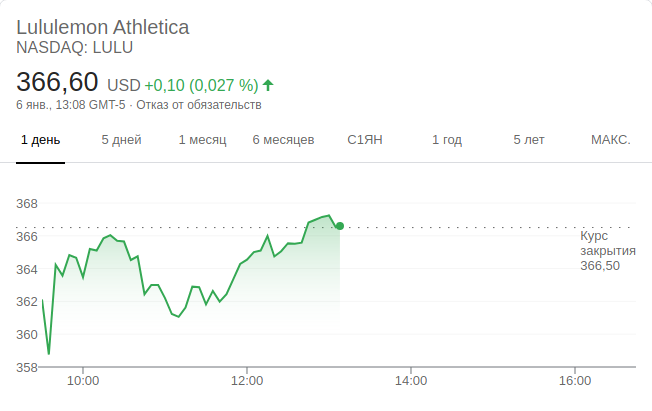 Lululemon Athletica
NASDAQ: LULU
366,60 USD +0,10 (0,027 %)
6 янв., 13:08 GMT-5 · Отказ от обязательств
1 день 5 дней 1 месяц 6 месяцев С1ЯН 1 год 5 лет МАКС.
368
366
364
362
360
358
Курс
закрытия
366,50
10:00 12:00 14:00 16:00